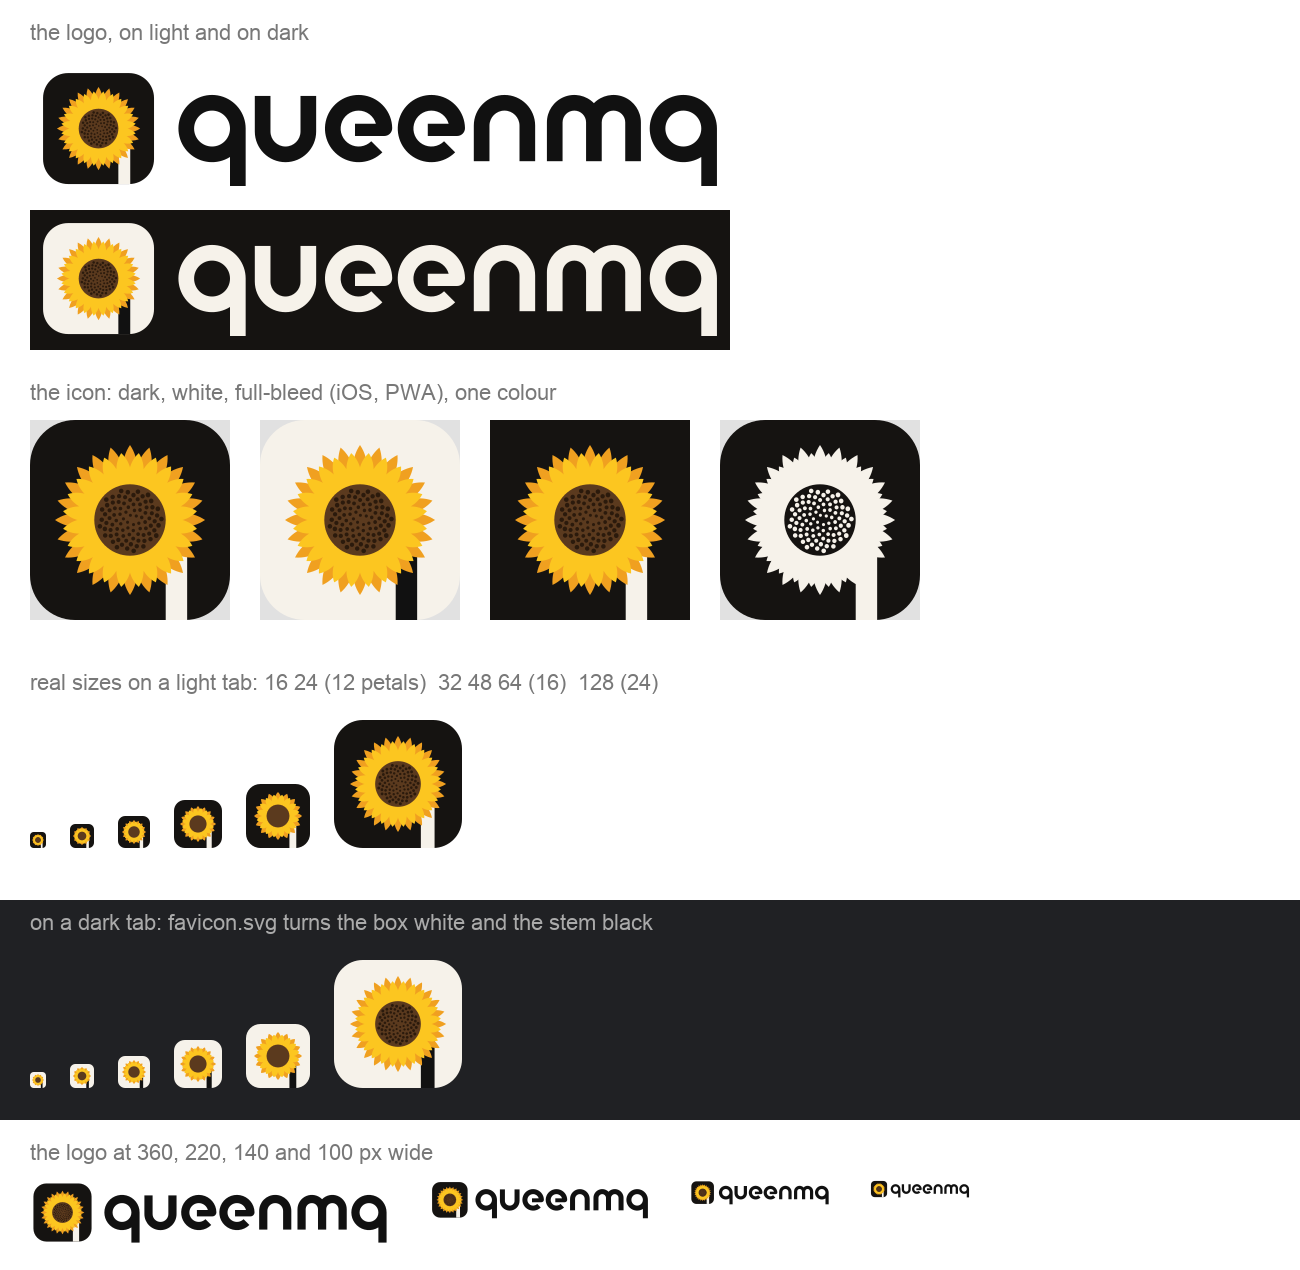 the logo, on light and on dark
queenmq
queenmq
the icon: dark, white, full-bleed (iOS, PWA), one colour
real sizes on a light tab: 16 24 (12 petals)  32 48 64 (16)  128 (24)
on a dark tab: favicon.svg turns the box white and the stem black
the logo at 360, 220, 140 and 100 px wide
queenmq queenmq queenmq queenmq